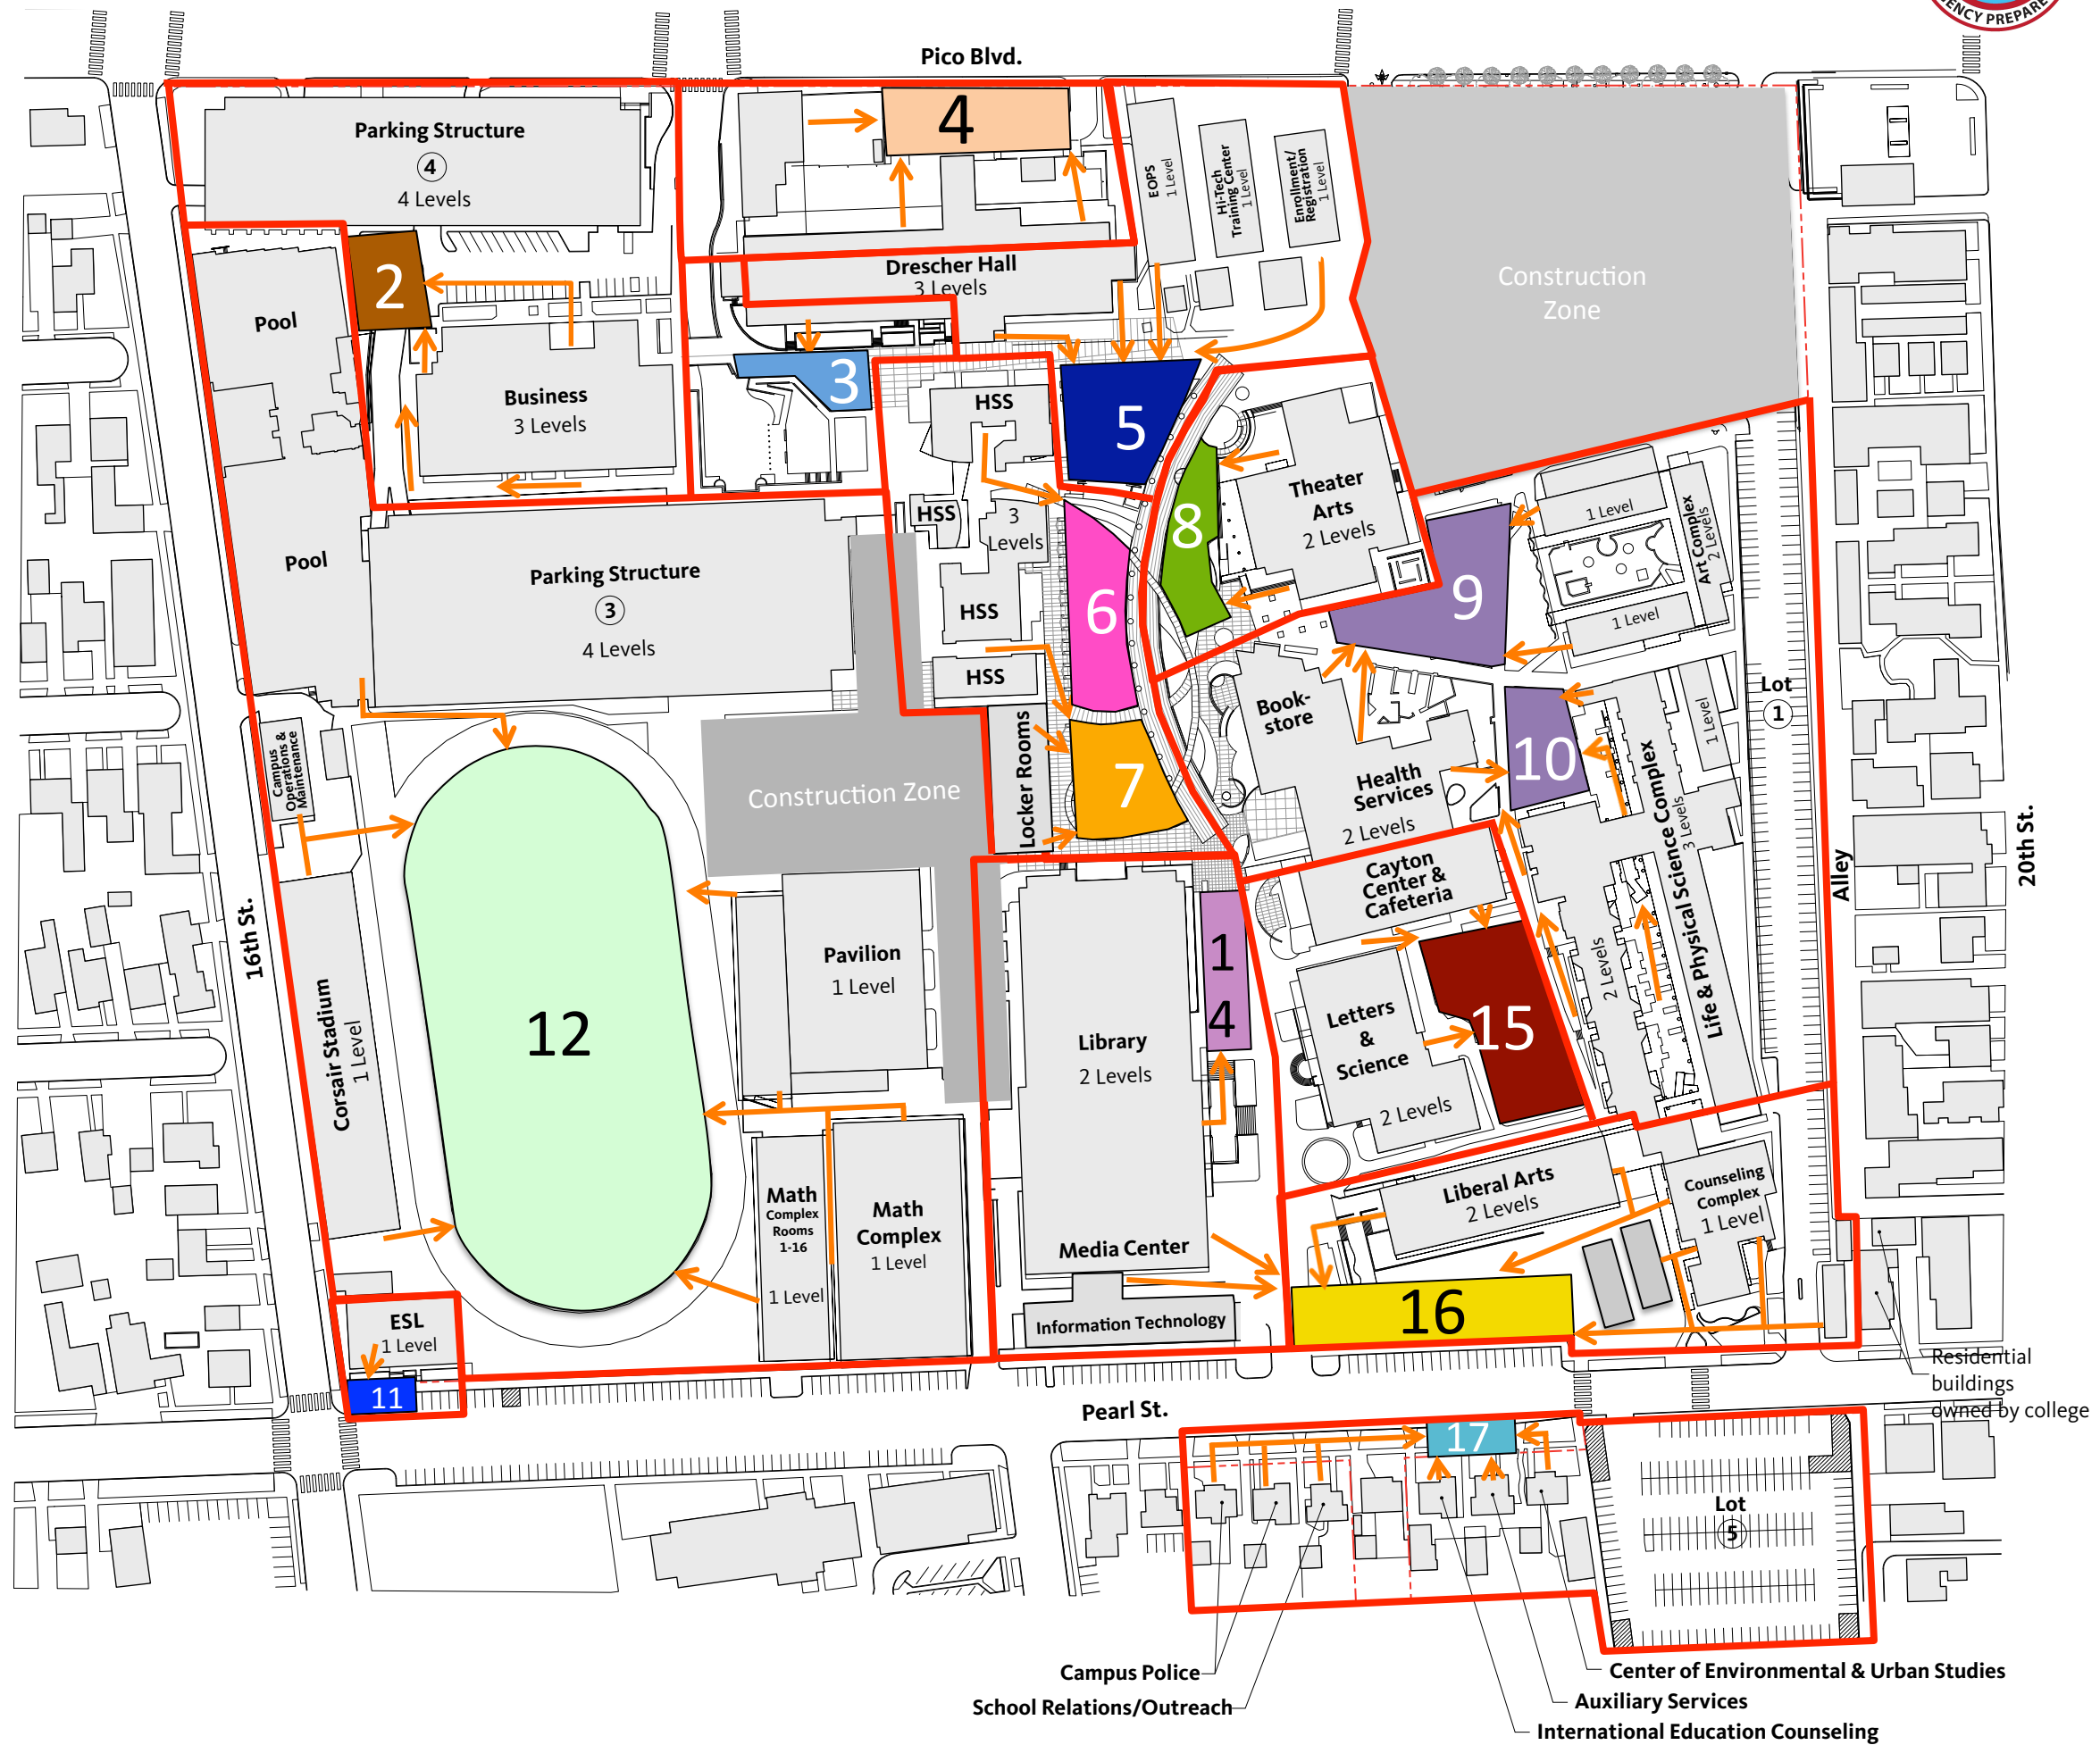 ENCY PREPARE
Pico Blvd.
Parking Structure
4
4 Levels
4
EOPS
1 Level
Hi-Tech
Training Center
1 Level
Enrollment/
Registration
1 Level
Construction
Zone
Drescher Hall
3 Levels
2
Pool
3
Business
3 Levels
HSS
5
8
Theater
Arts
2 Levels
HSS
3
Levels
9
1 Level
Art Complex
2 Levels
1 Level
Pool
Parking Structure
3
4 Levels
HSS
6
HSS
Book-
store
Lot
1
1 Level
Campus
Operations &
Maintenance
Construction Zone
Locker Rooms
7
Health
Services
2 Levels
10
Life & Physical Science Complex
3 Levels
2 Levels
Alley
20th St.
16th St.
Cayton
Center &
Cafeteria
Pavilion
1 Level
1
4
Corsair Stadium
1 Level
12
Library
2 Levels
Letters
&
Science
2 Levels
15
Math
Complex
Rooms
1-16
1 Level
Math
Complex
1 Level
Media Center
Information Technology
Liberal Arts
2 Levels
Counseling
Complex
1 Level
16
ESL
1 Level
11
Residential
buildings
owned by college
Pearl St.
17
Lot
5
Campus Police
School Relations/Outreach
Center of Environmental & Urban Studies
Auxiliary Services
International Education Counseling